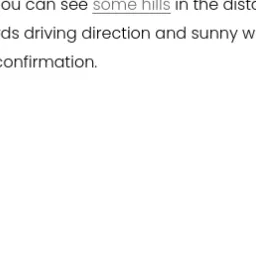 ou can see some hills in the dista
ds driving direction and sunny w
confirmation.